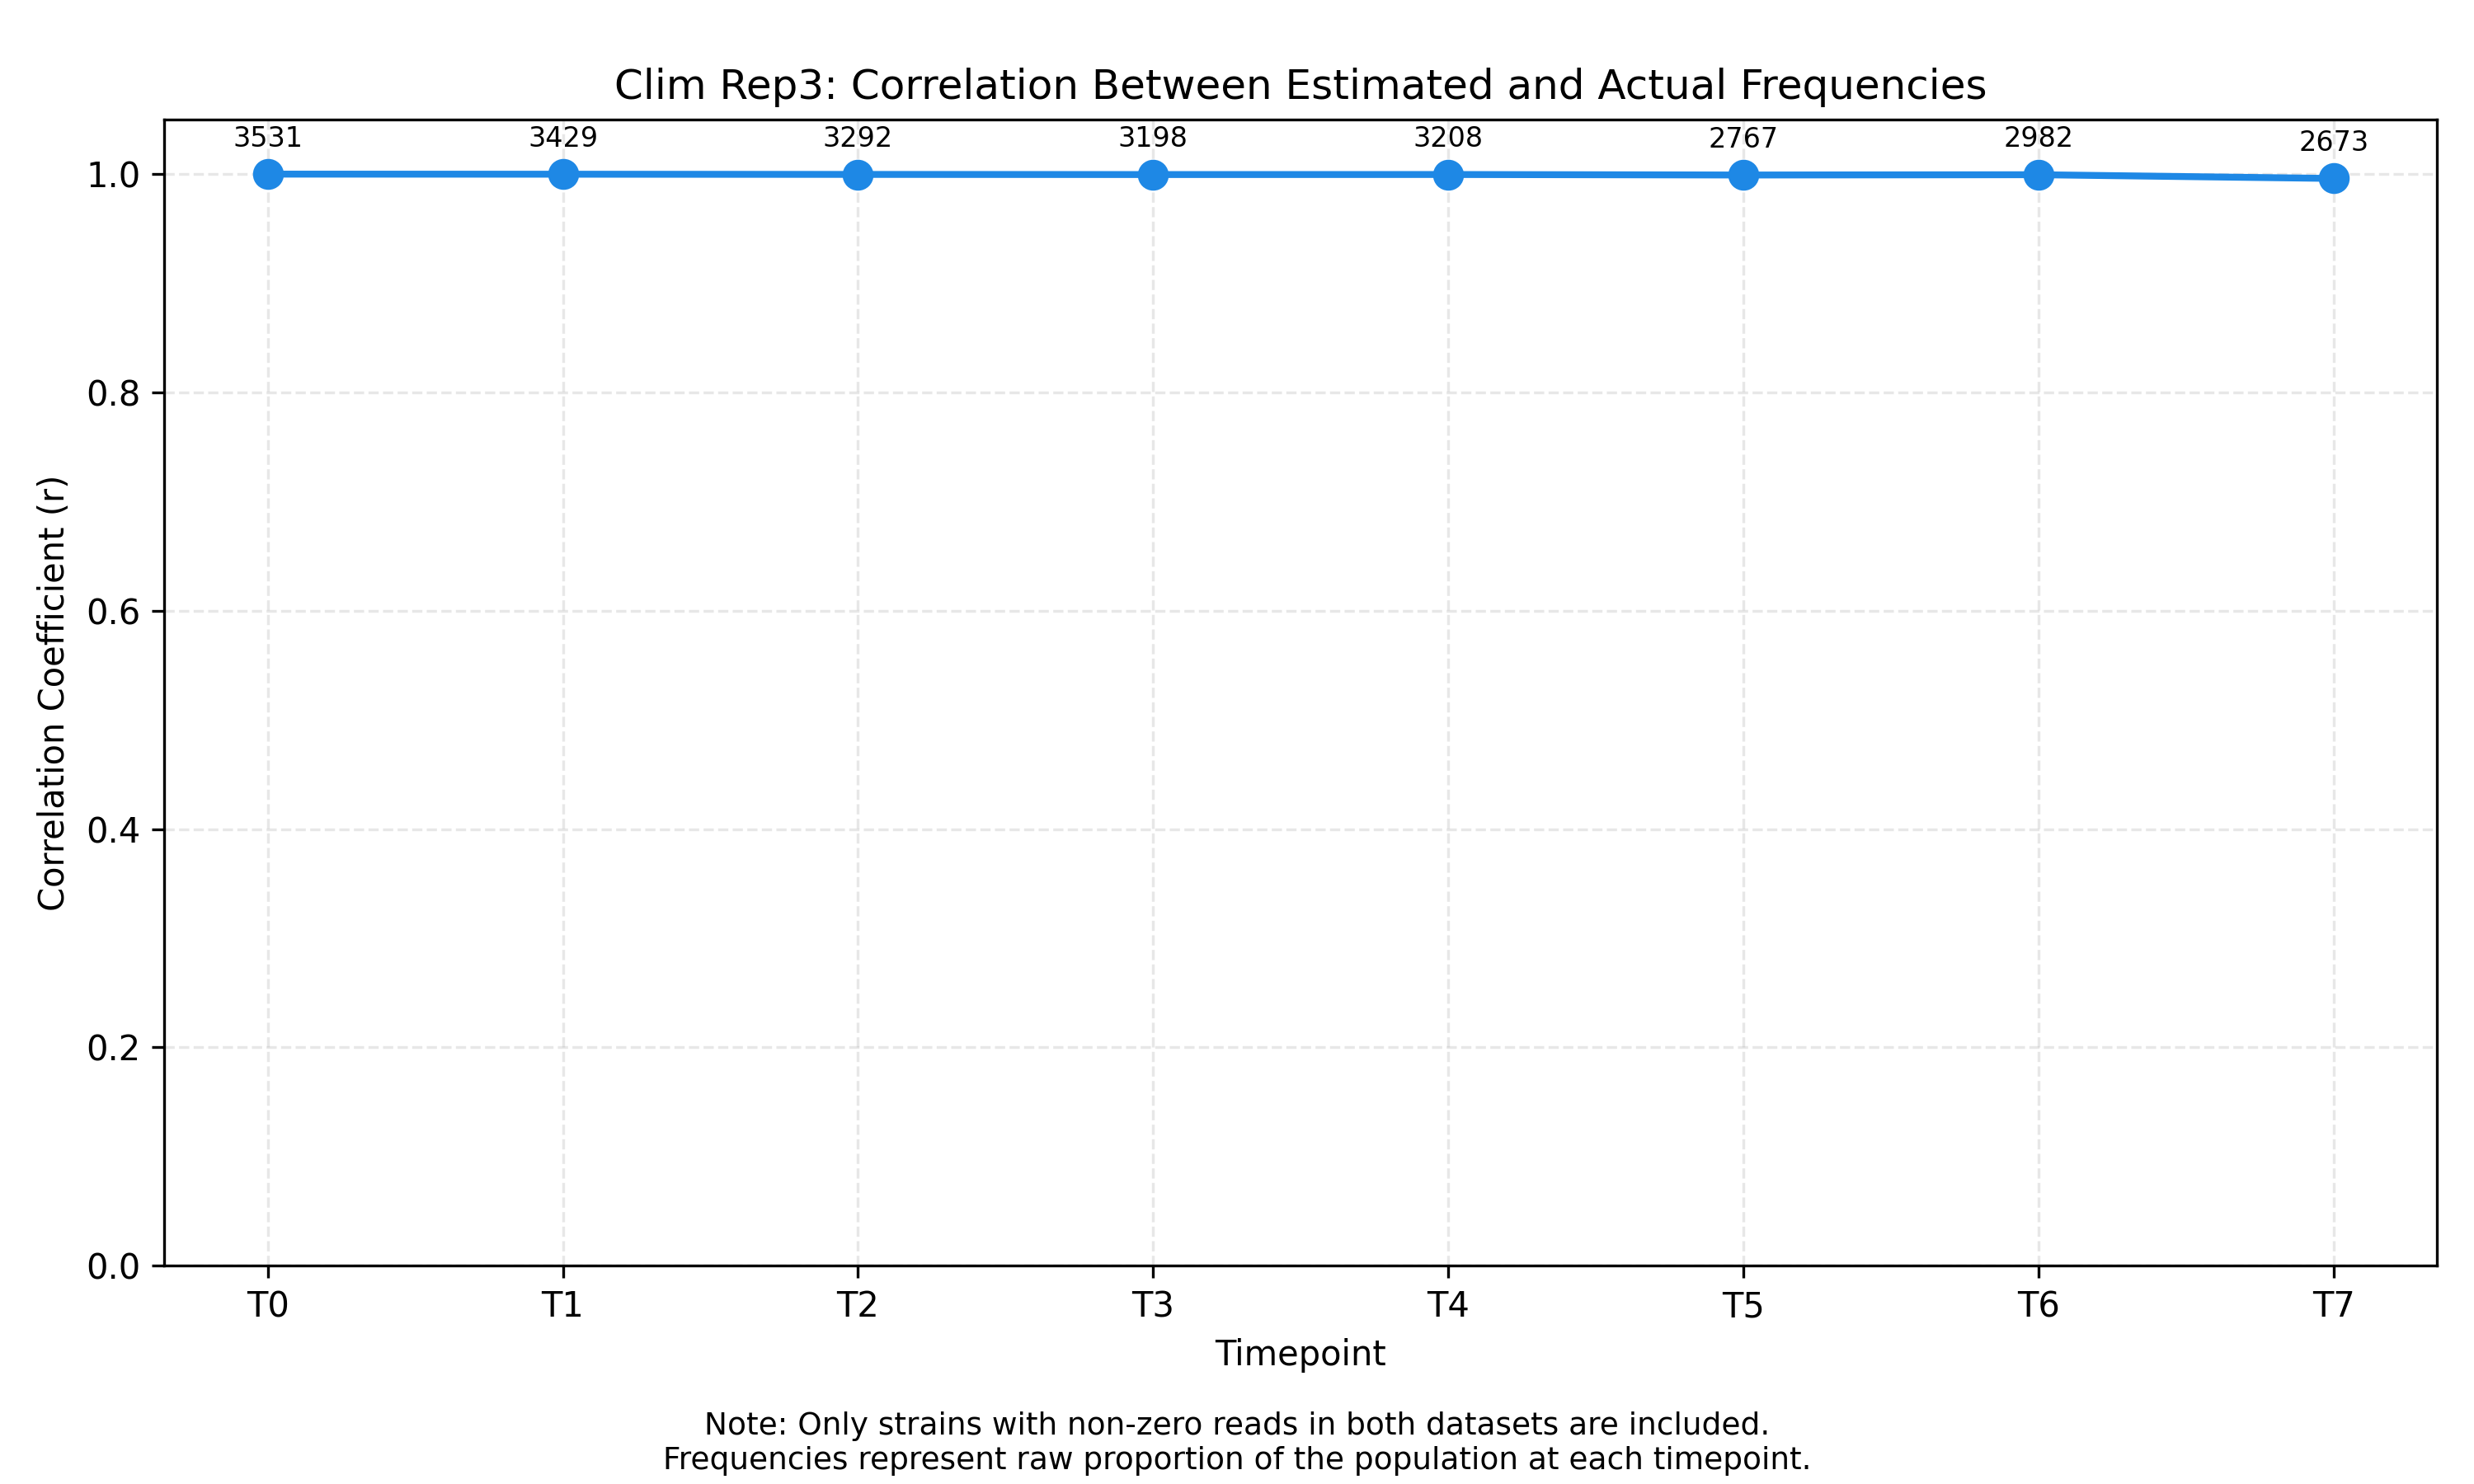 Clim Rep3: Correlation Between Estimated and Actual Frequencies
3531 3429 3292 3198 3208 2767 2982 2673
1.0
0.8
0.6
0.4
0.2
0.0
Correlation Coefficient (r)
T0 T1 T2 T3 T4 T5 T6 T7
Timepoint
Note: Only strains with non-zero reads in both datasets are included.
Frequencies represent raw proportion of the population at each timepoint.